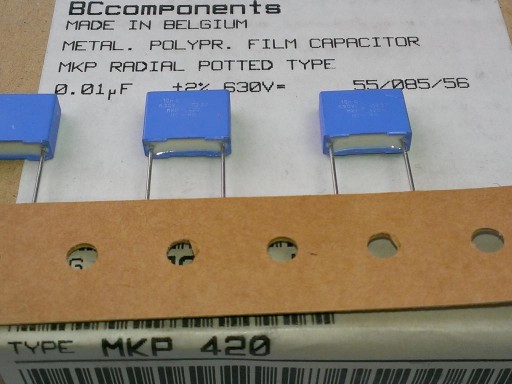 BCcomponents
MADE IN BELGIUM
METAL. POLYPR. FILM CAPACITOR
MKP RADIAL POTTED TYPE
0.01µF ±2% 630V= 55/085/56
TYPE MKP 420